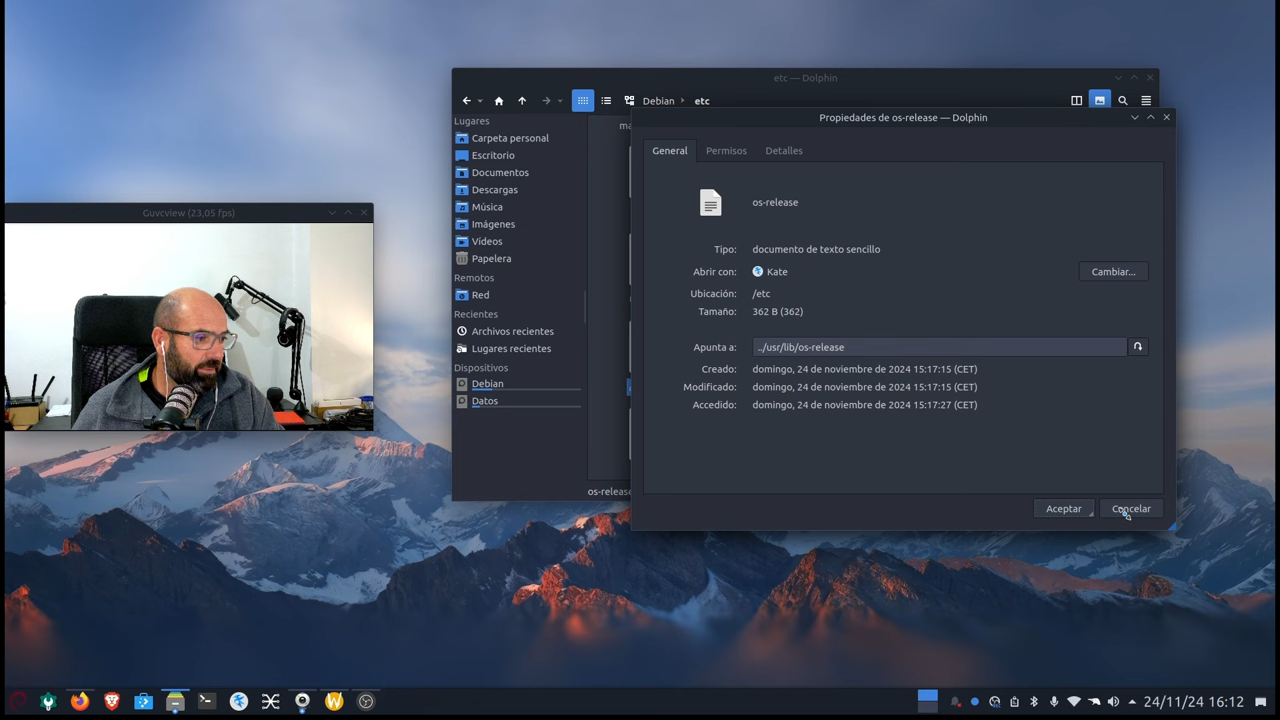 etc — Dolphin
Debian
etc
Lugares
Carpeta personal
Escritorio
Documentos
Descargas
Música
Imágenes
Vídeos
Papelera
Remotos
Red
Recientes
Archivos recientes
Lugares recientes
Dispositivos
Debian
Datos
os-release
Propiedades de os-release — Dolphin
General
Permisos
Detalles
os-release
Tipo: documento de texto sencillo
Abrir con: Kate
Cambiar...
Ubicación: /etc
Tamaño: 362 B (362)
Apunta a: ../usr/lib/os-release
Creado: domingo, 24 de noviembre de 2024 15:17:15 (CET)
Modificado: domingo, 24 de noviembre de 2024 15:17:15 (CET)
Accedido: domingo, 24 de noviembre de 2024 15:17:27 (CET)
Aceptar
Cancelar
Guvcview (23,05 fps)
24/11/24 16:12